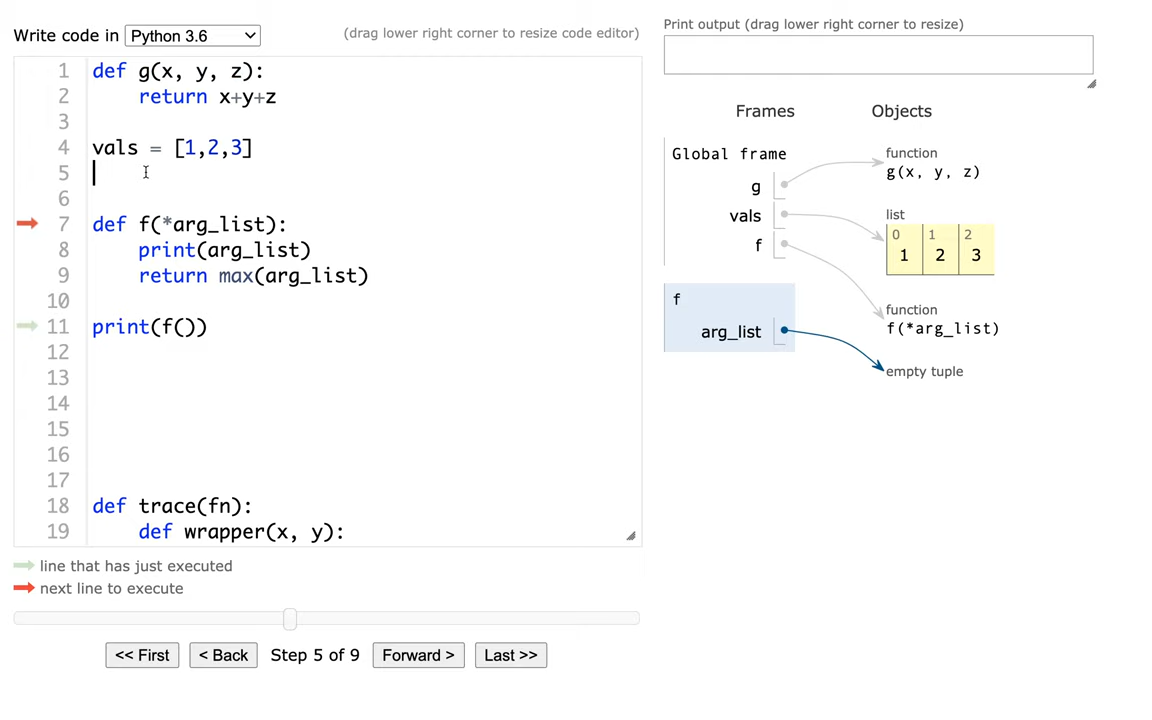 Write code in Python 3.6
(drag lower right corner to resize code editor)
1 def g(x, y, z):
2     return x+y+z
3
4 vals = [1,2,3]
5
6
7 def f(*arg_list):
8     print(arg_list)
9     return max(arg_list)
10
11 print(f())
12
13
14
15
16
17
18 def trace(fn):
19     def wrapper(x, y):
line that has just executed
next line to execute
<< First < Back Step 5 of 9 Forward > Last >>
Print output (drag lower right corner to resize)
Frames Objects
Global frame
g
vals
f
f
arg_list
function
g(x, y, z)
list
0 1 2
1 2 3
function
f(*arg_list)
empty tuple